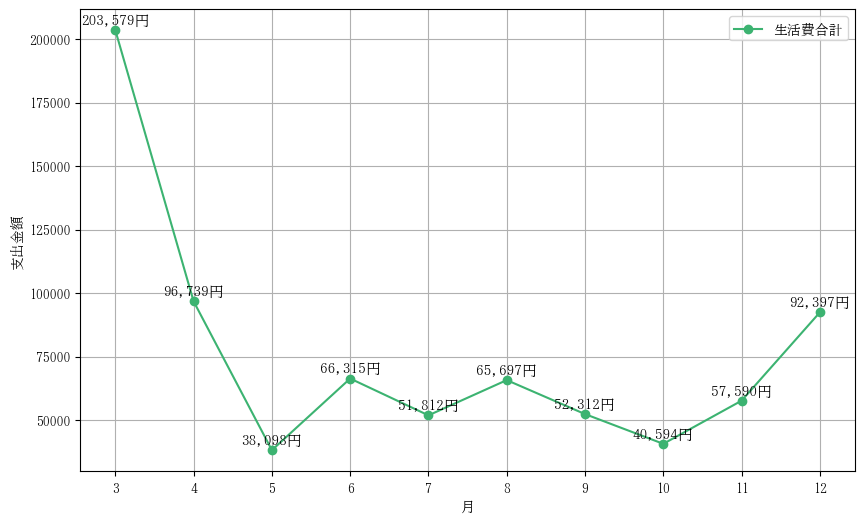 生活費合計
支出金額
200000
175000
150000
125000
100000
75000
50000
203,579円
96,739円
38,098円
66,315円
51,812円
65,697円
52,312円
40,594円
57,590円
92,397円
3 4 5 6 7 8 9 10 11 12
月